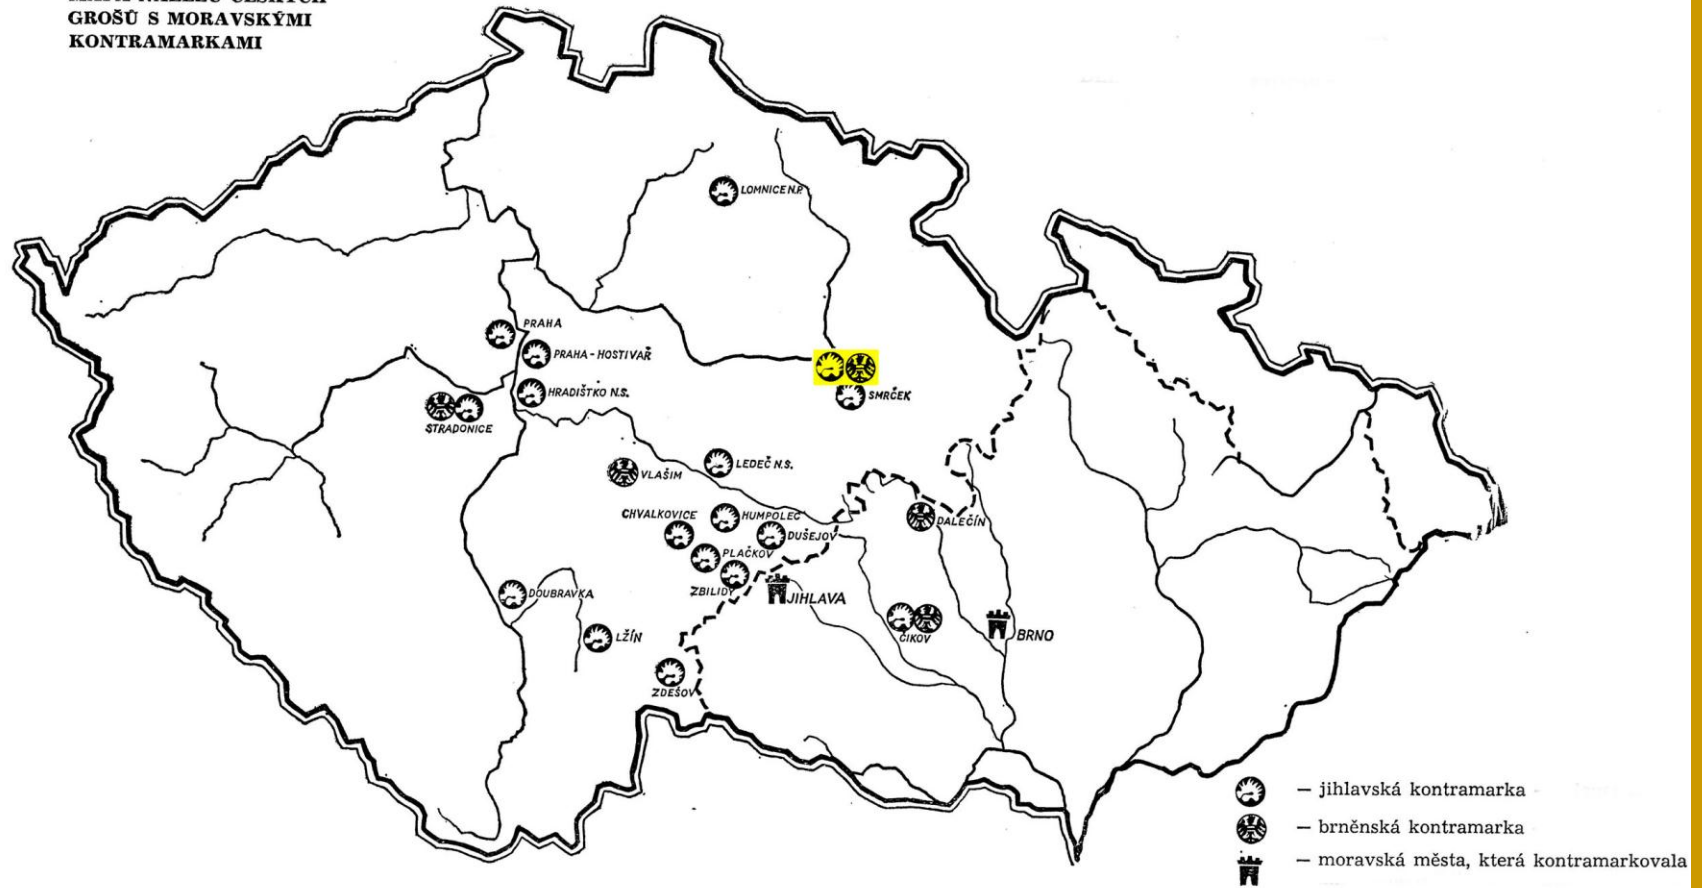 GROŠŮ S MORAVSKÝMI
KONTRAMARKAMI
LOMNICE N.P.
PRAHA
PRAHA - HOSTIVAŘ
HRADIŠTKO N.S.
SMRČEK
STRADONICE
LEDEČ N.S.
VLAŠIM
CHVALKOVICE
HUMPOLEC
DALEČÍN
DUŠEJOV
PLAČKOV
ZBILIDY
DOUBRAVKA
JIHLAVA
LŽÍN
ČIKOV
BRNO
ZDEŠOV
— jihlavská kontramarka
— brněnská kontramarka
— moravská města, která kontramarkovala